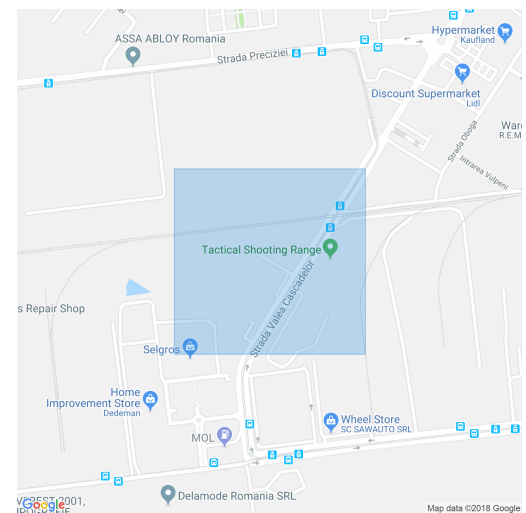 Hypermarket
Kaufland
ASSA ABLOY Romania
Strada Preciziei
Discount Supermarket
Lidl
Ware
R.E.M
Strada Oboga
Intrarea Vulpeni
Tactical Shooting Range
Strada Valea Cascadelor
s Repair Shop
Selgros
Home
Improvement Store
Dedeman
Wheel Store
SC SAWAUTO SRL
MOL
Delamode Romania SRL
Google
Map data ©2018 Google